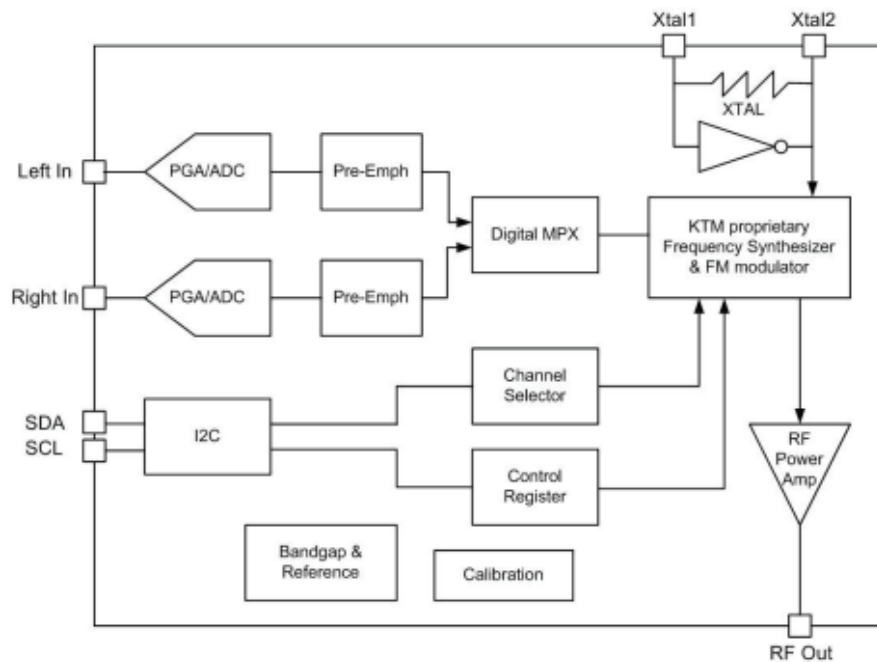 Xtal1
Xtal2
XTAL
Left In
PGA/ADC
Pre-Emph
Digital MPX
KTM proprietary
Frequency Synthesizer
& FM modulator
Right In
PGA/ADC
Pre-Emph
Channel
Selector
SDA
SCL
I2C
Control
Register
RF
Power
Amp
Bandgap &
Reference
Calibration
RF Out